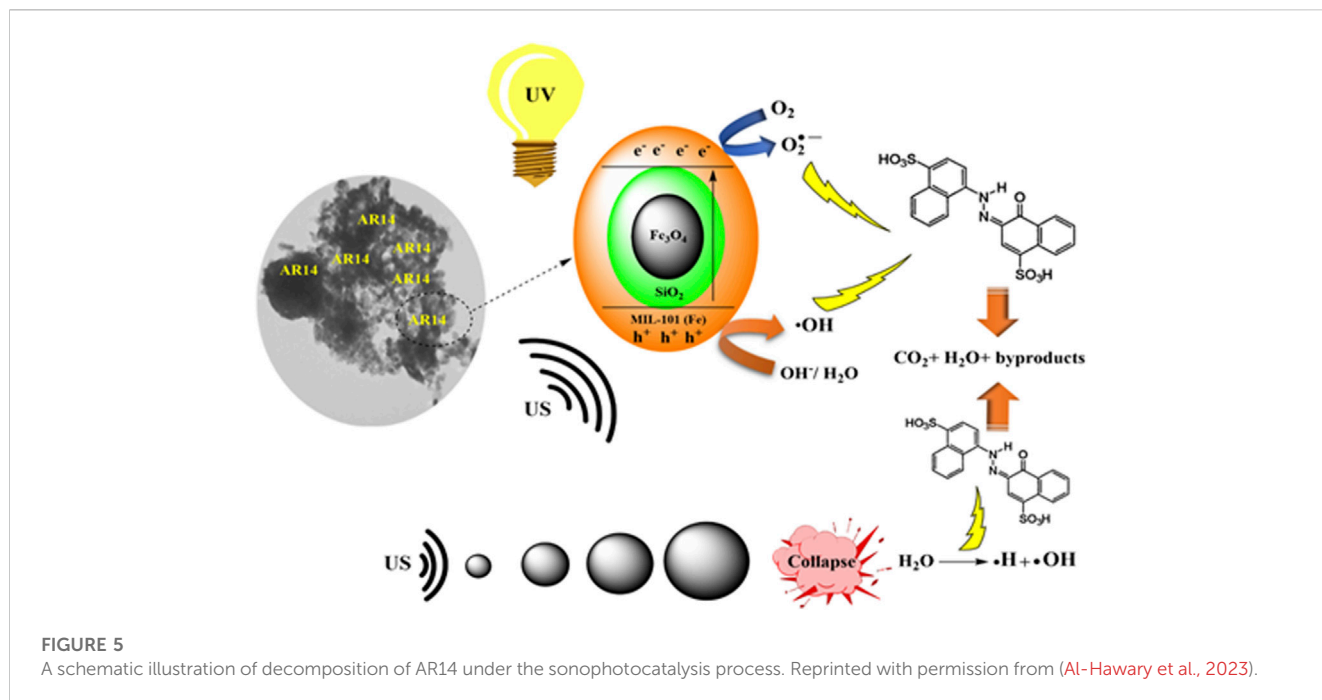 UV
O₂
O₂•−
e⁻ e⁻ e⁻ e⁻
Fe₃O₄
SiO₂
MIL-101 (Fe)
h⁺ h⁺ h⁺
•OH
OH⁻/ H₂O
AR14
AR14
AR14
AR14
AR14
AR14
US
HO₃S
H
N
N
O
SO₃H
CO₂+ H₂O+ byproducts
HO₃S
H
N
N
O
SO₃H
US
Collapse
H₂O → •H + •OH
FIGURE 5
A schematic illustration of decomposition of AR14 under the sonophotocatalysis process. Reprinted with permission from (Al-Hawary et al., 2023).